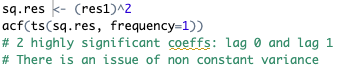 sq.res <- (res1)^2
acf(ts(sq.res, frequency=1))
# 2 highly significant coeffs: lag 0 and lag 1
# There is an issue of non constant variance